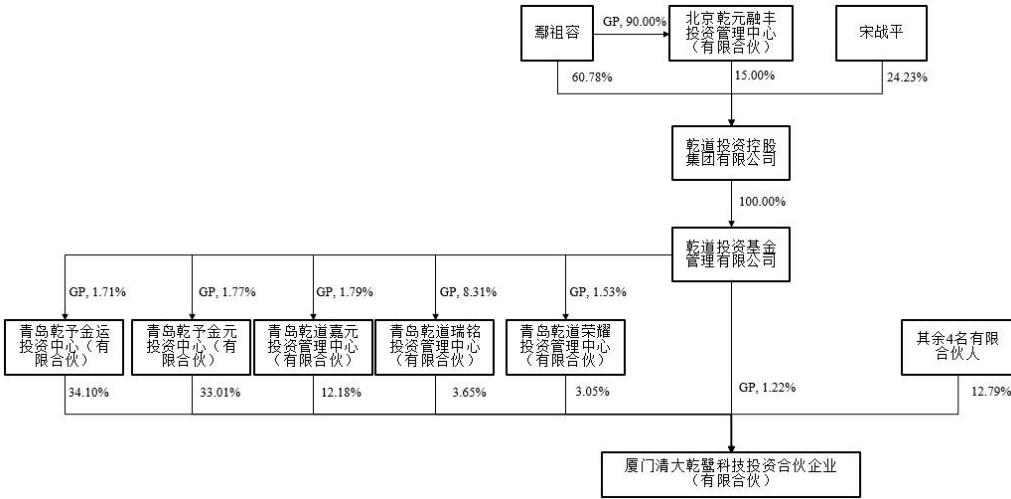 鄢祖容
GP, 90.00%
北京乾元融丰
投资管理中心
（有限合伙）
宋战平
60.78%
15.00%
24.23%
乾道投资控股
集团有限公司
100.00%
乾道投资基金
管理有限公司
GP, 1.71%
GP, 1.77%
GP, 1.79%
GP, 8.31%
GP, 1.53%
青岛乾予金运
投资中心（有
限合伙）
青岛乾予金元
投资中心（有
限合伙）
青岛乾道嘉元
投资管理中心
（有限合伙）
青岛乾道瑞铭
投资管理中心
（有限合伙）
青岛乾道荣耀
投资管理中心
（有限合伙）
其余4名有限
合伙人
34.10%
33.01%
12.18%
3.65%
3.05%
GP, 1.22%
12.79%
厦门清大乾鹭科技投资合伙企业
（有限合伙）